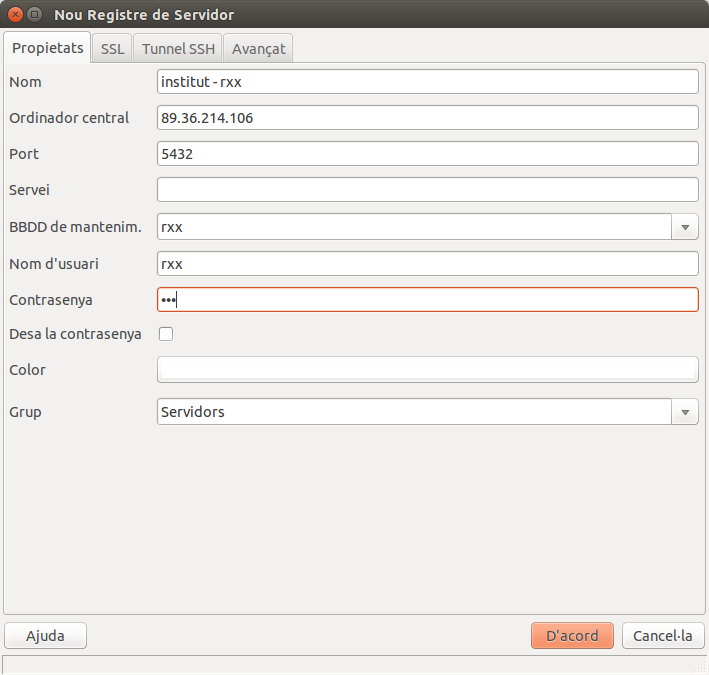 Nou Registre de Servidor
Propietats SSL Tunnel SSH Avançat
Nom institut-rxx
Ordinador central 89.36.214.106
Port 5432
Servei
BBDD de mantenim. rxx
Nom d'usuari rxx
Contrasenya •••
Desa la contrasenya
Color
Grup Servidors
Ajuda D'acord Cancel·la